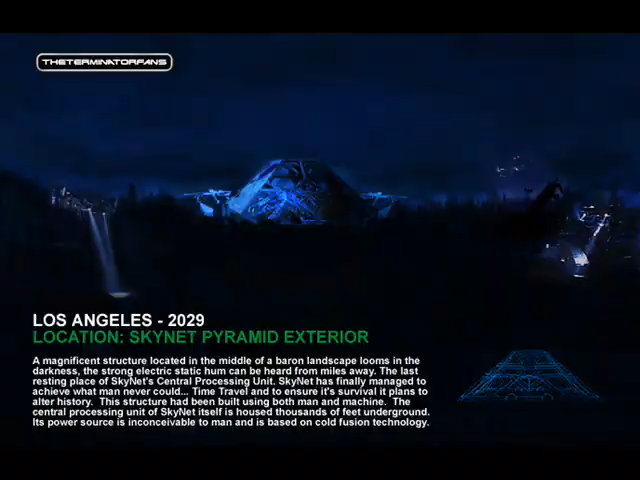 THETERMINATORFANS
LOS ANGELES - 2029
LOCATION: SKYNET PYRAMID EXTERIOR
A magnificent structure located in the middle of a baron landscape looms in the
darkness, the strong electric static hum can be heard from miles away. The last
resting place of SkyNet's Central Processing Unit. SkyNet has finally managed to
achieve what man never could... Time Travel and to ensure it's survival it plans to
alter history. This structure had been built using both man and machine. The
central processing unit of SkyNet itself is housed thousands of feet underground.
Its power source is inconceivable to man and is based on cold fusion technology.